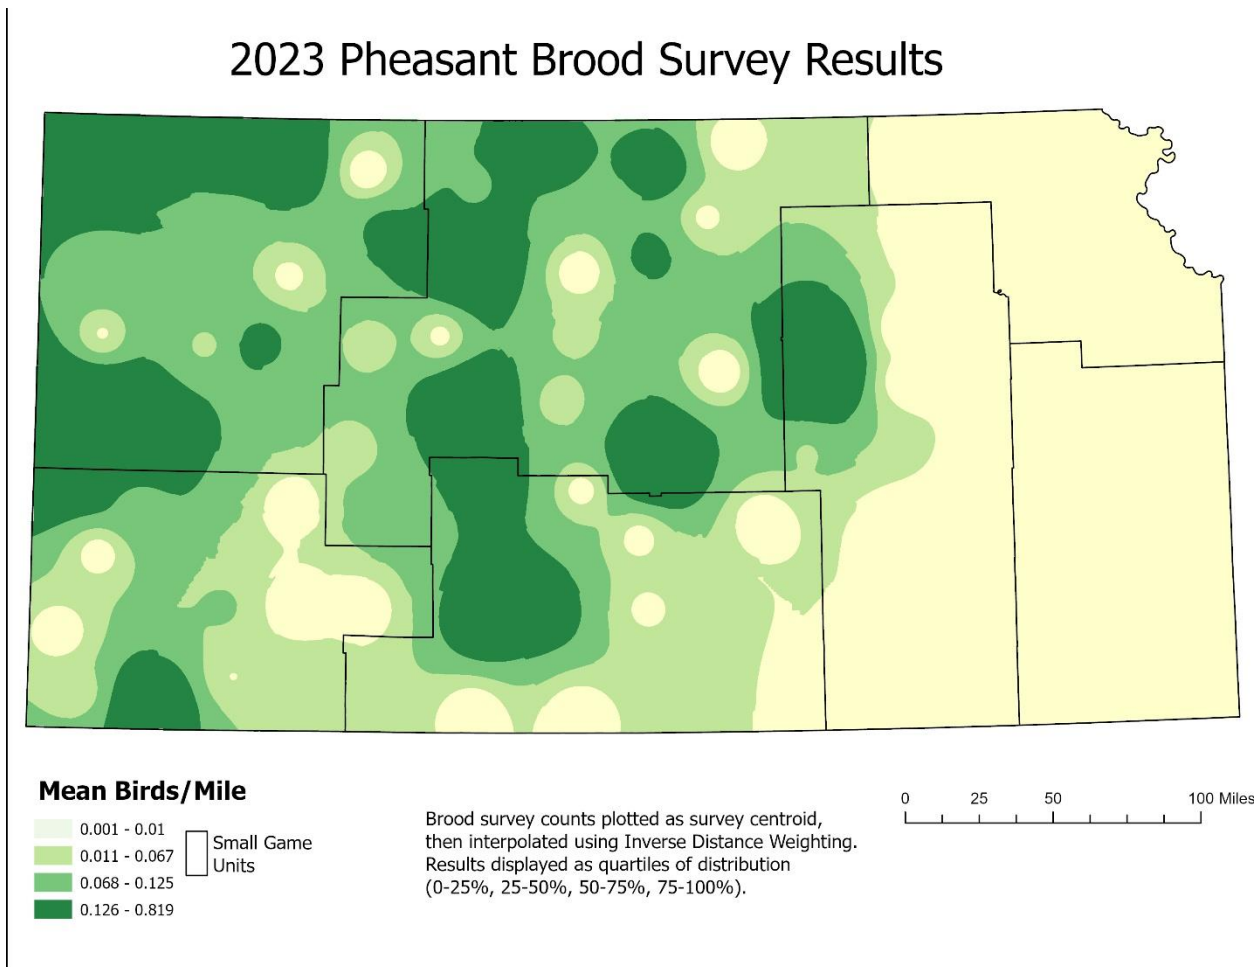 2023 Pheasant Brood Survey Results
Mean Birds/Mile
0.001 - 0.01
0.011 - 0.067
0.068 - 0.125
0.126 - 0.819
Small Game
Units
Brood survey counts plotted as survey centroid,
then interpolated using Inverse Distance Weighting.
Results displayed as quartiles of distribution
(0-25%, 25-50%, 50-75%, 75-100%).
0 25 50 100 Miles